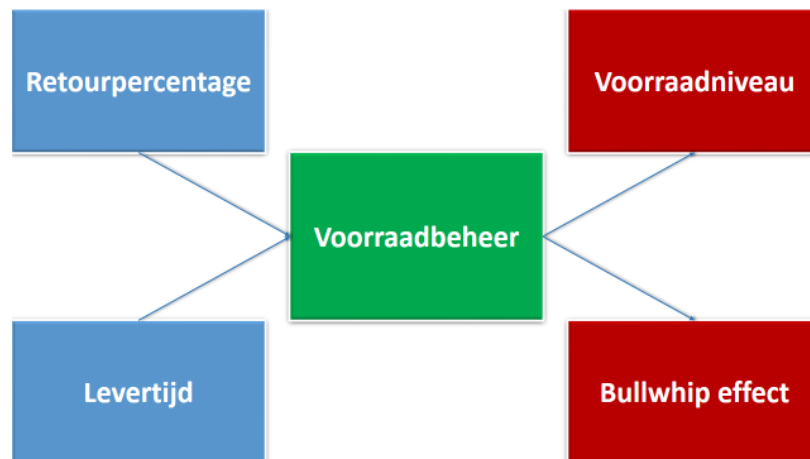 Retourpercentage
Voorraadniveau
Voorraadbeheer
Levertijd
Bullwhip effect